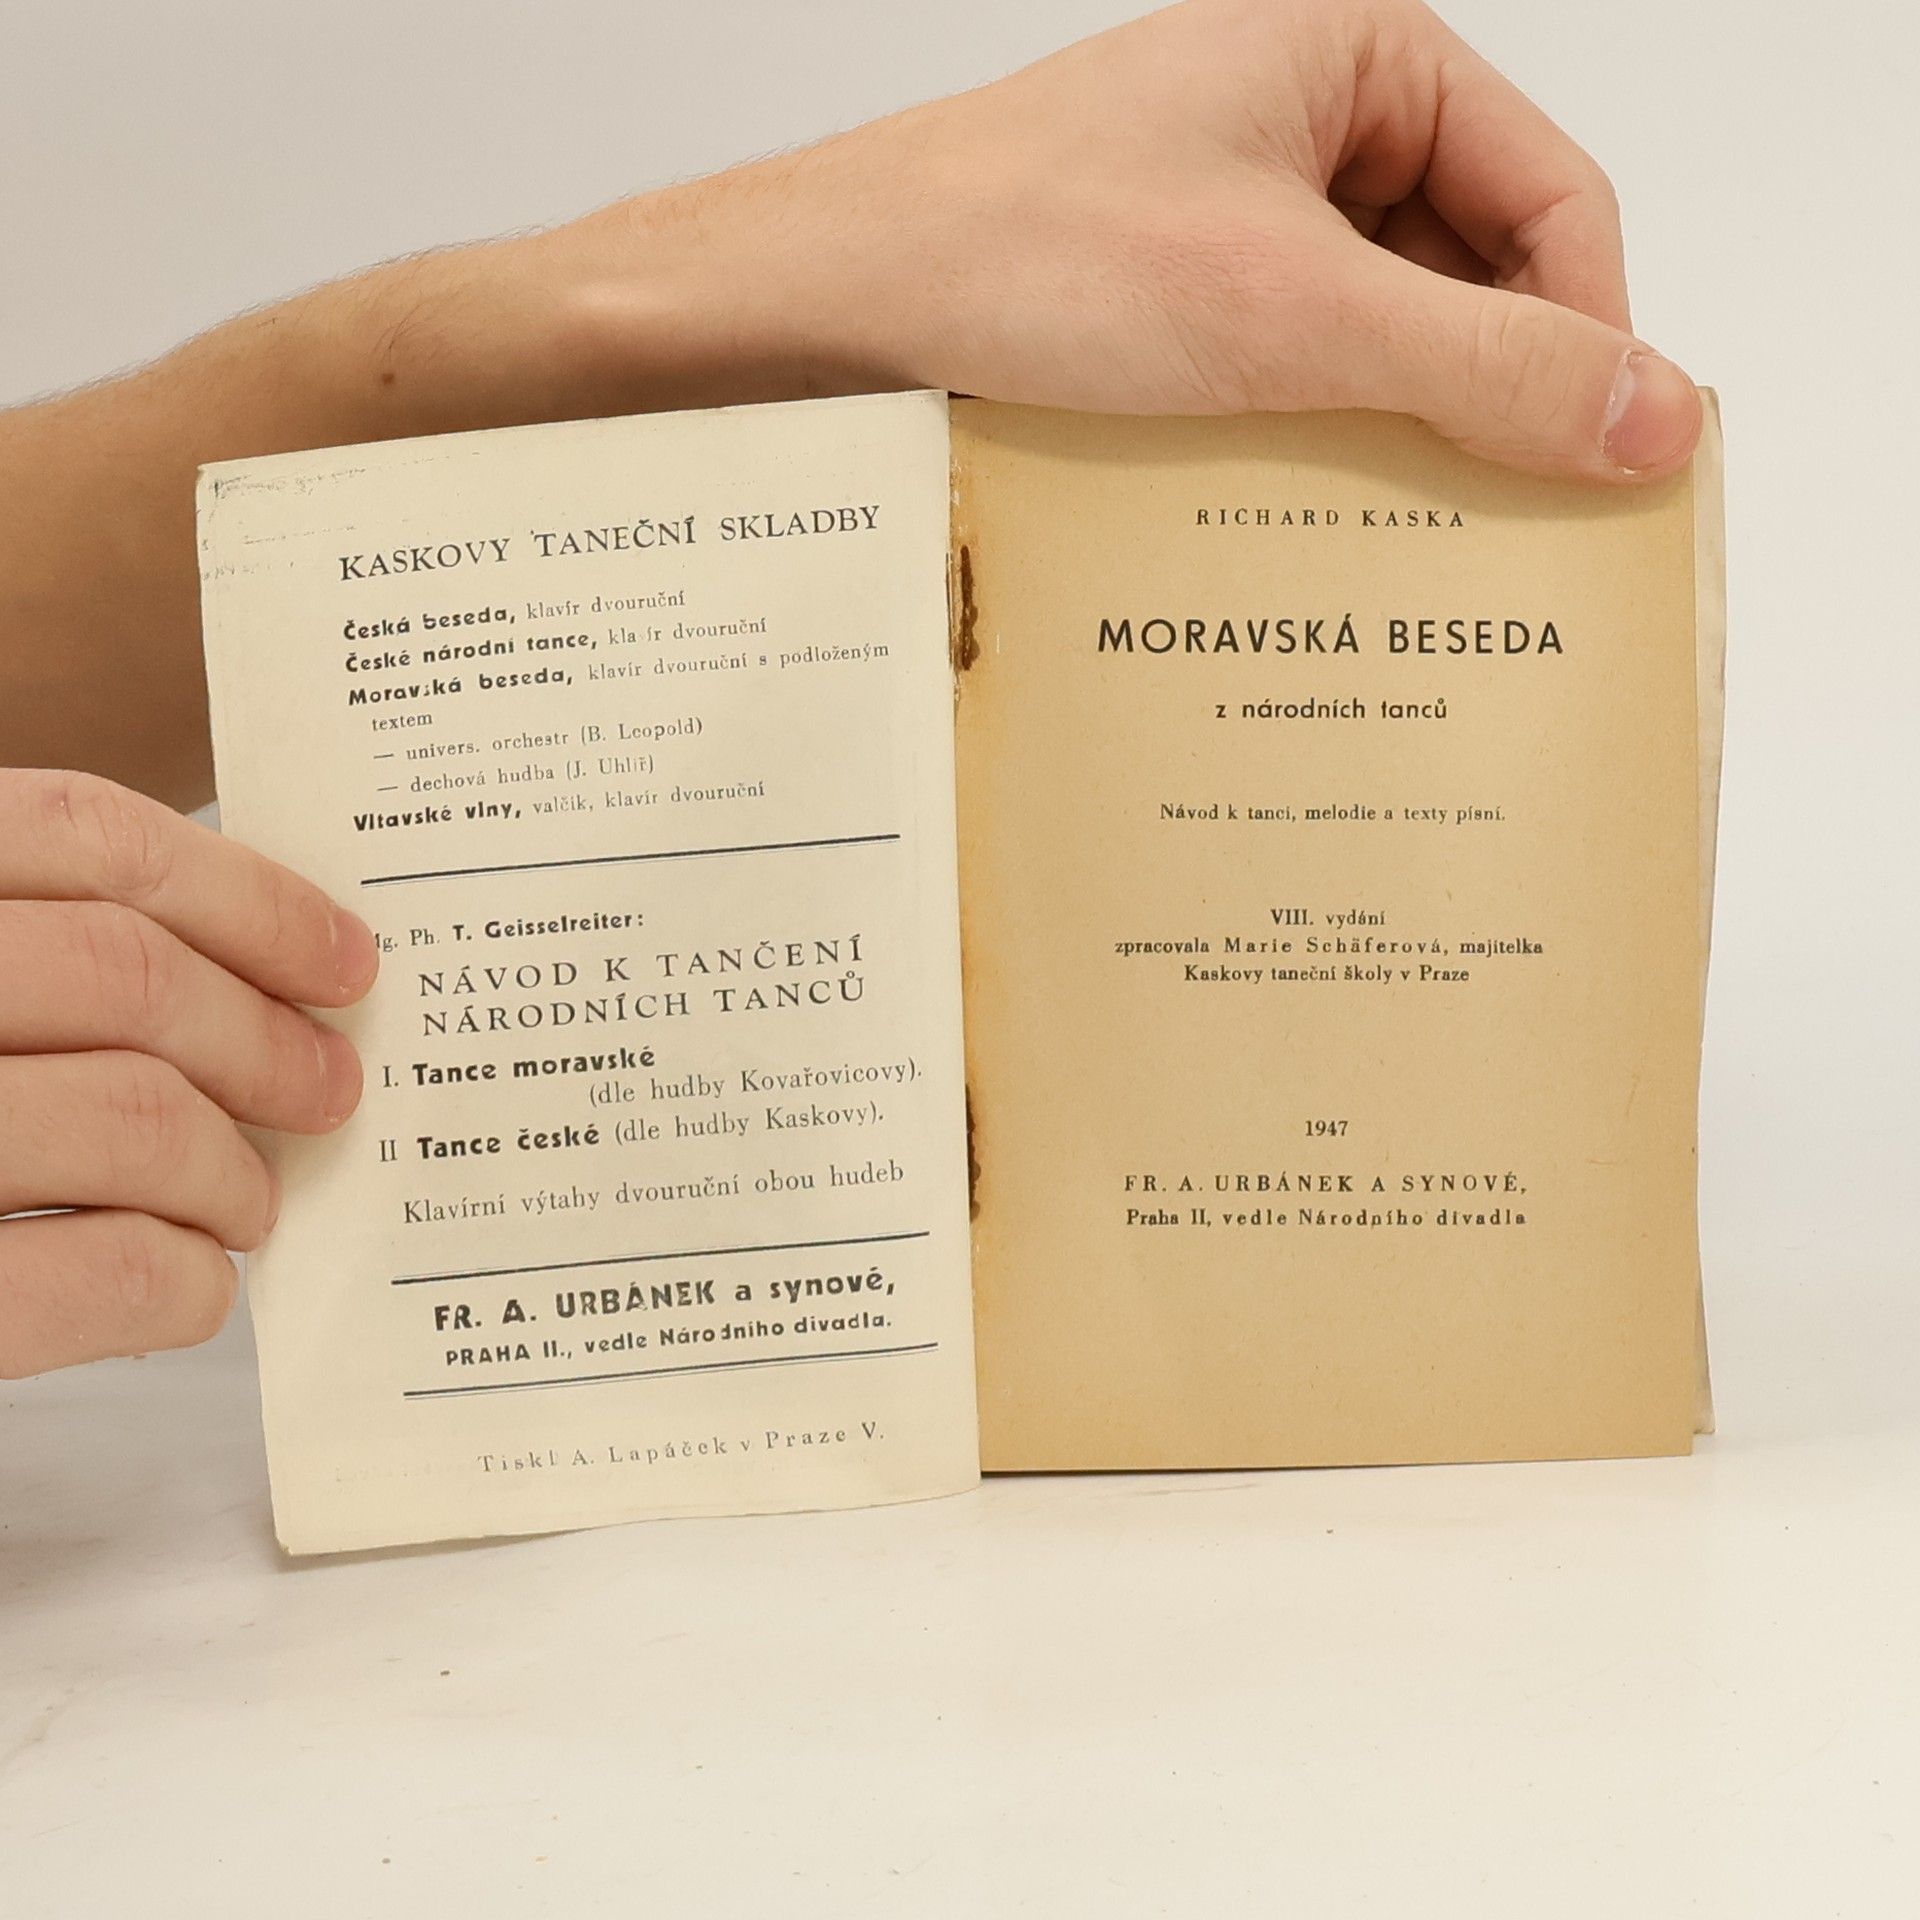 KASKOVY TANEČNÍ SKLADBY
Česká beseda, klavír dvouruční
České národní tance, kla ír dvouruční
Moravská beseda, klavír dvouruční s podloženým
textem
— univers. orchestr (B. Leopold)
— dechová hudba (J. Uhlíř)
Vltavské vlny, valčík, klavír dvouruční
Mg. Ph. T. Geisselreiter:
NÁVOD K TANČENÍ
NÁRODNÍCH TANCŮ
I. Tance moravské
(dle hudby Kovařovicovy).
II Tance české (dle hudby Kaskovy).
Klavírní výtahy dvouruční obou hudeb
FR. A. URBÁNEK a synové,
PRAHA II., vedle Národního divadla.
Tiskl A. Lapáček v Praze V.
RICHARD KASKA
MORAVSKÁ BESEDA
z národních tanců
Návod k tanci, melodie a texty písní.
VIII. vydání
zpracovala Marie Schäferová, majitelka
Kaskovy taneční školy v Praze
1947
FR. A. URBÁNEK A SYNOVÉ,
Praha II, vedle Národního divadla